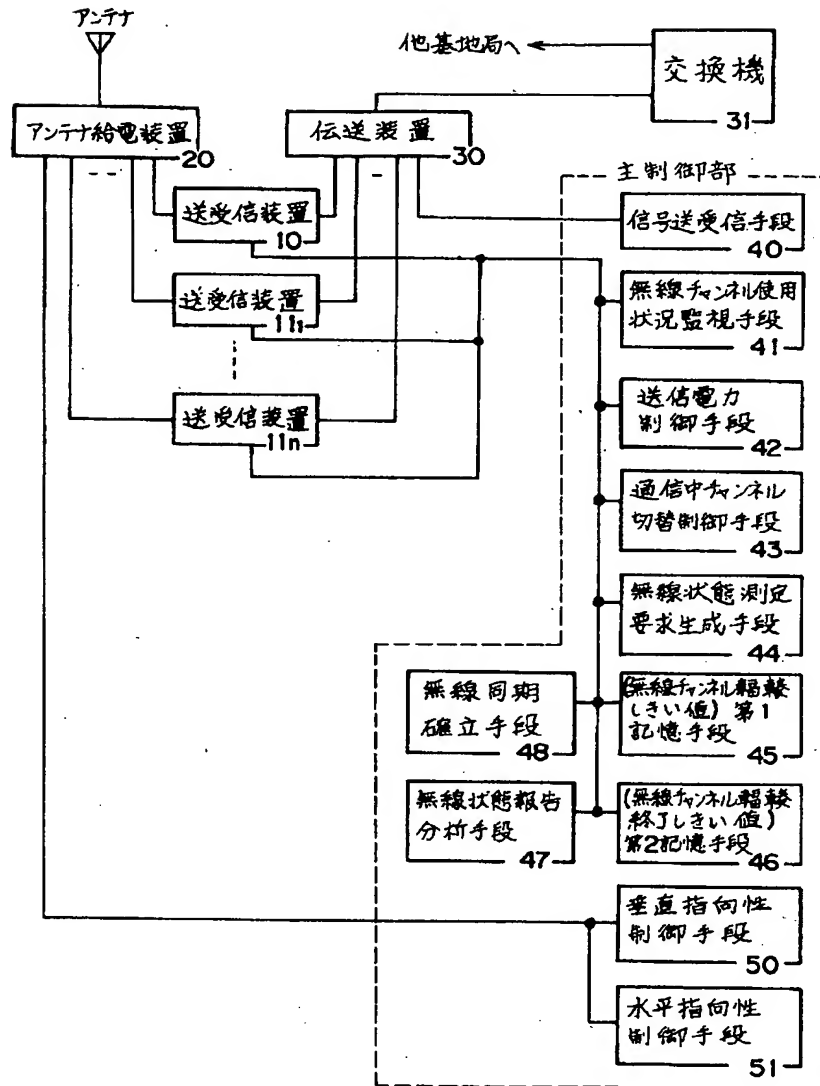 アンテナ
他基地局へ
交換機
31
アンテナ給電装置
20
伝送装置
30
主制御部
送受信装置
10
信号送受信手段
40
送受信装置
11₁
無線チャンネル使用
状況監視手段
41
送受信装置
11n
送信電力
制御手段
42
通信中チャンネル
切替制御手段
43
無線状態測定
要求生成手段
44
無線同期
確立手段
48
(無線チャンネル輻輳
しきい値) 第1
記憶手段
45
無線状態報告
分析手段
47
(無線チャンネル輻輳
終了しきい値)
第2記憶手段
46
垂直指向性
制御手段
50
水平指向性
制御手段
51